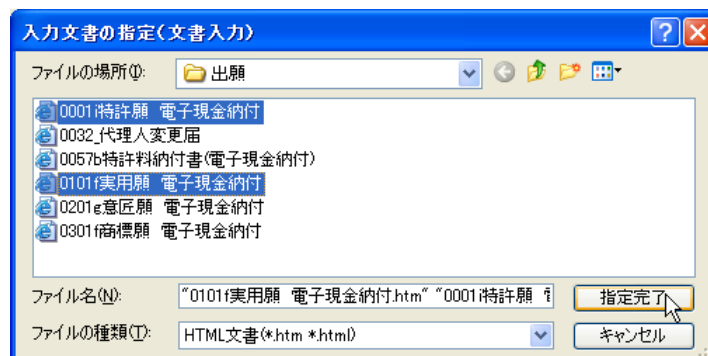 入力文書の指定(文書入力)
ファイルの場所(I): 出願
0001i特許願 電子現金納付
0032_代理人変更届
0057b特許料納付書(電子現金納付)
0101f実用願 電子現金納付
0201g意匠願 電子現金納付
0301f商標願 電子現金納付
ファイル名(N): "0101f実用願 電子現金納付.htm" "0001i特許願 指定完了
ファイルの種類(T): HTML文書(*.htm *.html) キャンセル